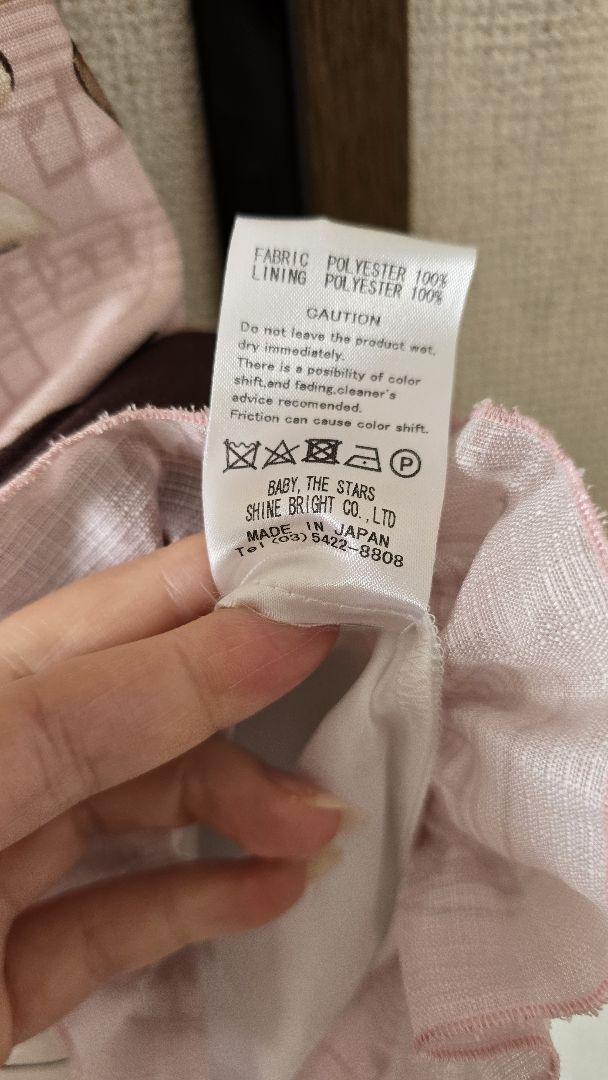 FABRIC POLYESTER 100%
LINING POLYESTER 100%
CAUTION
Do not leave the product wet,
dry immediately.
There is a posibility of color
shift,and fading,cleaner's
advice recomended.
Friction can cause color shift.
P
BABY, THE STARS
SHINE BRIGHT CO.,LTD
MADE IN JAPAN
Tel (03)5422-8808